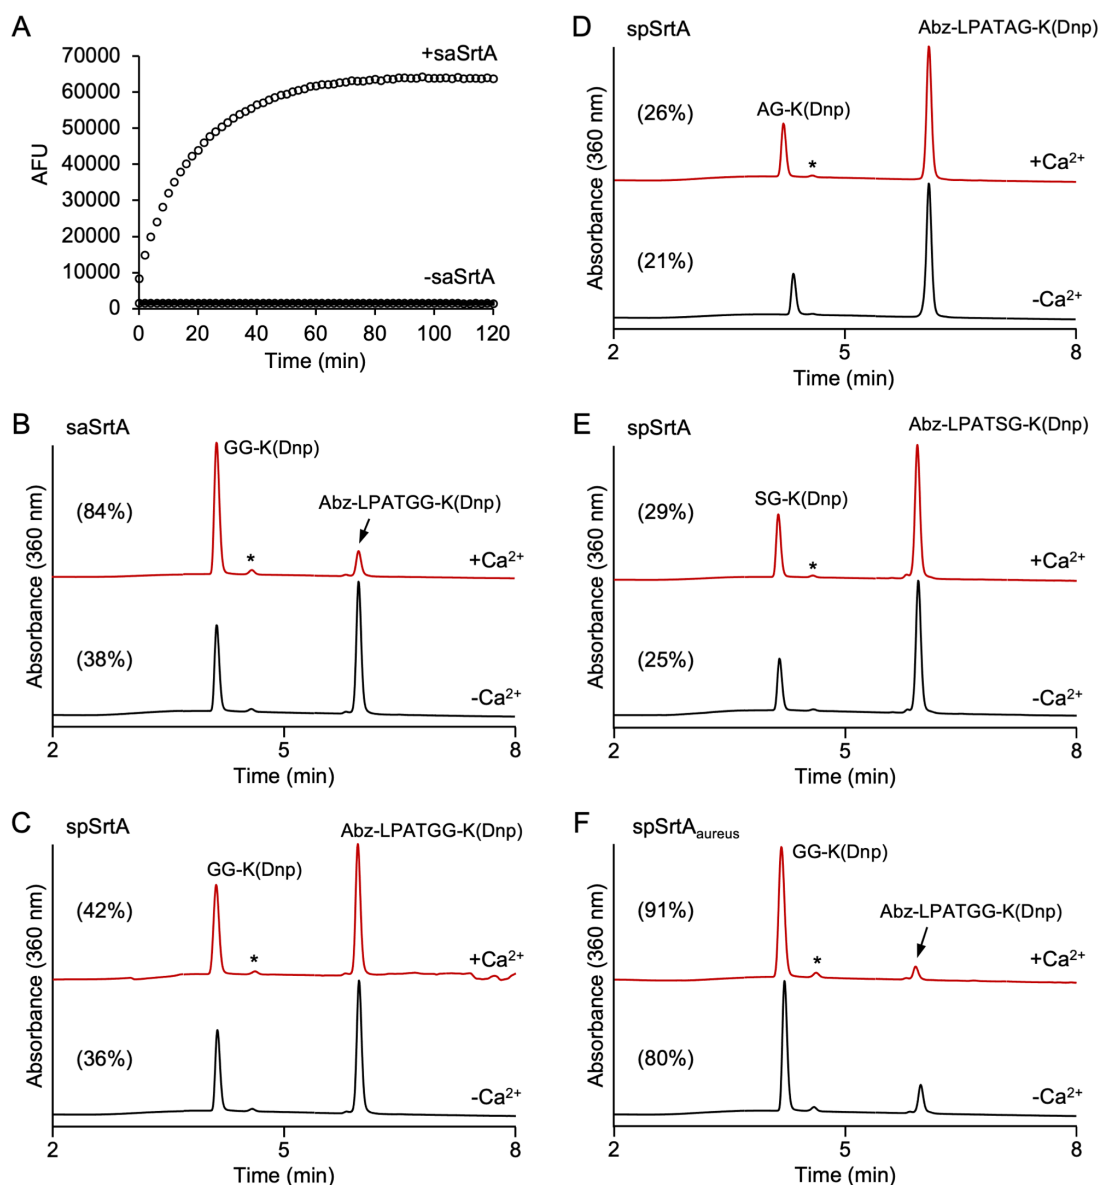 A
70000
60000
50000
40000
30000
20000
10000
0
AFU
+saSrtA
-saSrtA
0 20 40 60 80 100 120
Time (min)
B
saSrtA
GG-K(Dnp)
Abz-LPATGG-K(Dnp)
(84%)
*
+Ca²⁺
(38%)
-Ca²⁺
Absorbance (360 nm)
2 5 8
Time (min)
C
spSrtA
Abz-LPATGG-K(Dnp)
GG-K(Dnp)
(42%)
*
+Ca²⁺
(36%)
-Ca²⁺
Absorbance (360 nm)
2 5 8
Time (min)
D
spSrtA
Abz-LPATAG-K(Dnp)
(26%)
AG-K(Dnp)
*
+Ca²⁺
(21%)
-Ca²⁺
Absorbance (360 nm)
2 5 8
Time (min)
E
spSrtA
Abz-LPATSG-K(Dnp)
SG-K(Dnp)
(29%)
*
+Ca²⁺
(25%)
-Ca²⁺
Absorbance (360 nm)
2 5 8
Time (min)
F
spSrtAaureus
GG-K(Dnp)
Abz-LPATGG-K(Dnp)
(91%)
*
+Ca²⁺
(80%)
-Ca²⁺
Absorbance (360 nm)
2 5 8
Time (min)